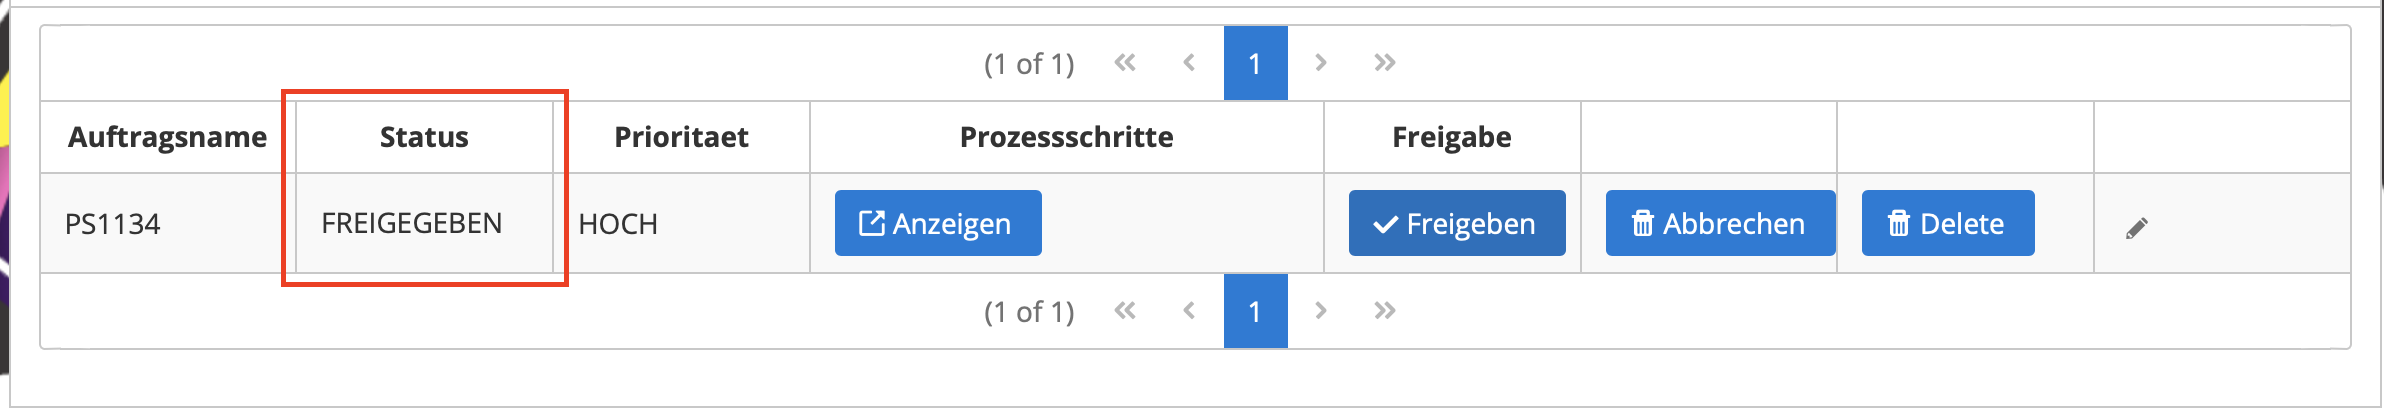 (1 of 1) « ‹ 1 › »
Auftragsname Status Prioritaet Prozessschritte Freigabe
PS1134 FREIGEGEBEN HOCH Anzeigen Freigeben Abbrechen Delete
(1 of 1) « ‹ 1 › »